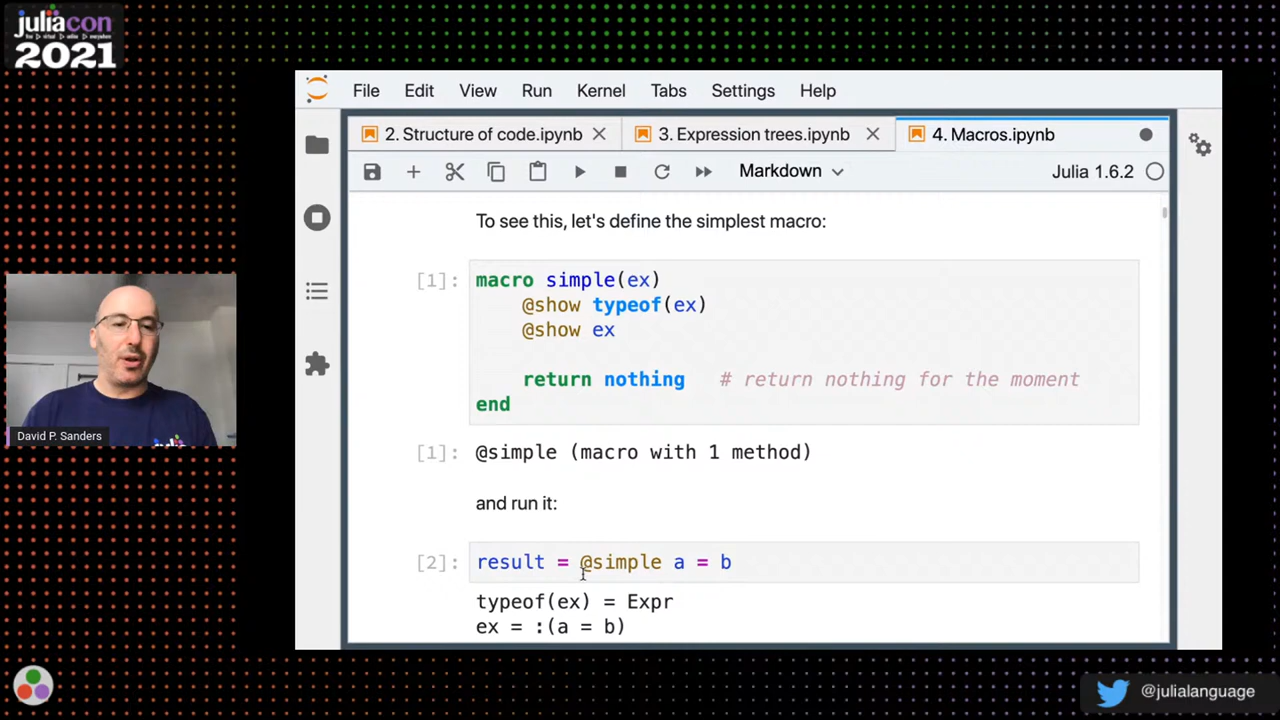 juliacon
2021
File Edit View Run Kernel Tabs Settings Help
2. Structure of code.ipynb
3. Expression trees.ipynb
4. Macros.ipynb
Markdown
Julia 1.6.2
To see this, let's define the simplest macro:
[1]: macro simple(ex)
@show typeof(ex)
@show ex
return nothing # return nothing for the moment
end
[1]: @simple (macro with 1 method)
and run it:
[2]: result = @simple a = b
typeof(ex) = Expr
ex = :(a = b)
David P. Sanders
@julialanguage